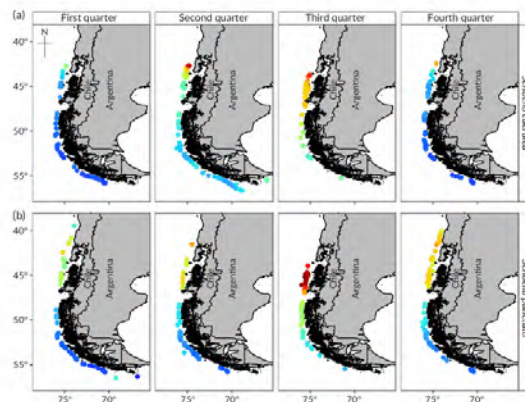 (a) First quarter Second quarter Third quarter Fourth quarter
40°
N
45°
50°
55°
Chile Argentina
Chile Argentina
Chile Argentina
Chile Argentina
(b)
40°
45°
50°
55°
Chile Argentina
Chile Argentina
Chile Argentina
Chile Argentina
75° 70° 75° 70° 75° 70° 75° 70°